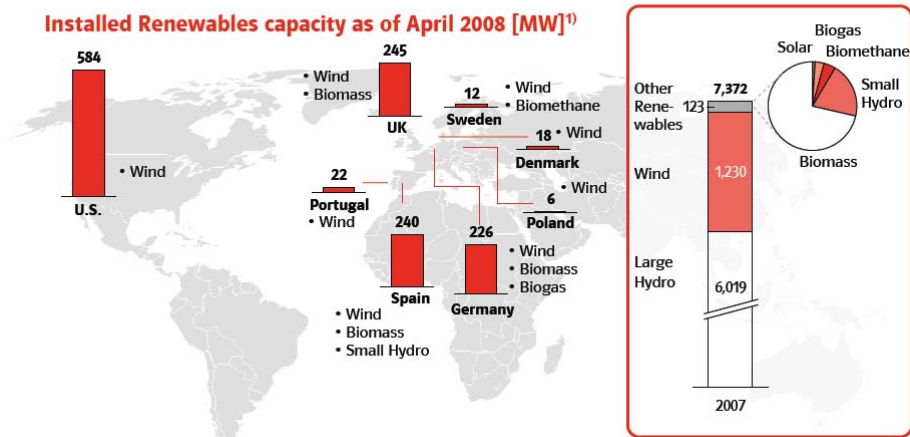 Installed Renewables capacity as of April 2008 [MW]1)
584
• Wind
U.S.
245
• Wind
• Biomass
UK
12
• Wind
• Biomethane
Sweden
18
• Wind
Denmark
22
Portugal
• Wind
• Wind
6
Poland
240
Spain
• Wind
• Biomass
• Small Hydro
226
• Wind
• Biomass
• Biogas
Germany
Biogas
Solar
Biomethane
Small
Hydro
Biomass
Other
Rene-
wables
7,372
123
Wind
1,230
Large
Hydro
6,019
2007